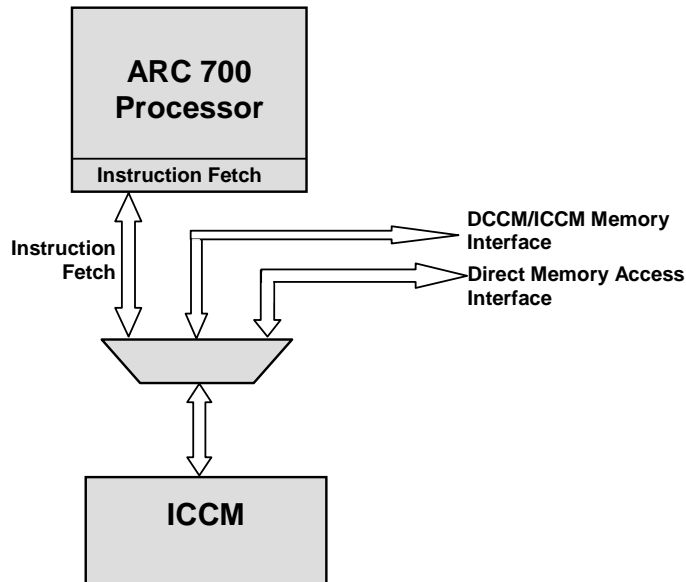 ARC 700
Processor
Instruction Fetch
Instruction
Fetch
DCCM/ICCM Memory
Interface
Direct Memory Access
Interface
ICCM